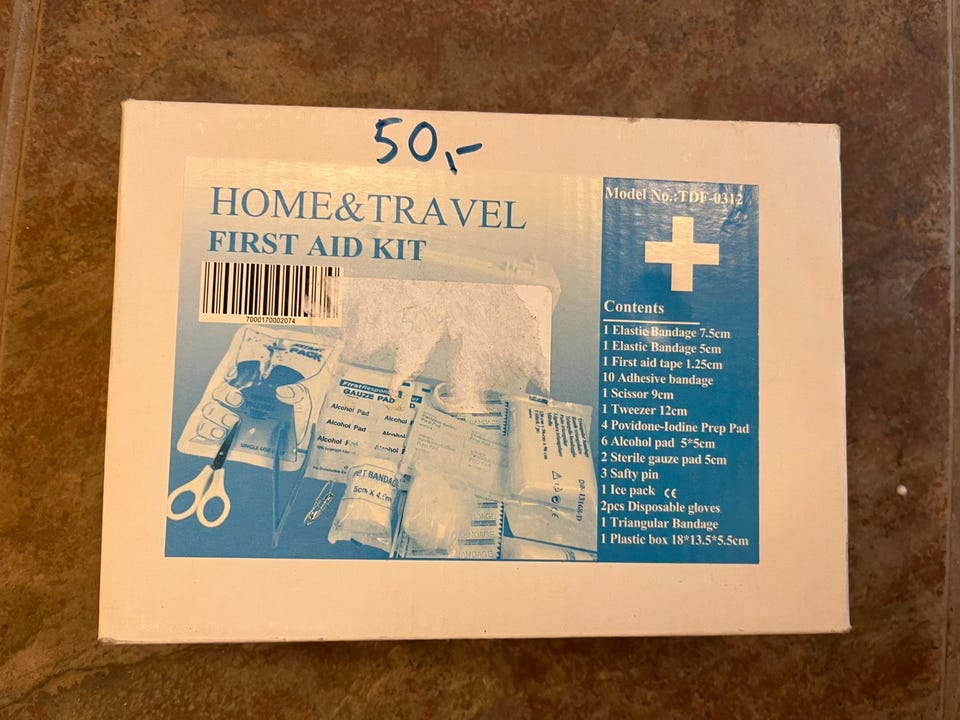 50,-
HOME&TRAVEL
FIRST AID KIT
7000170002074
Model No.:TDF-0312
Contents
1 Elastic Bandage 7.5cm
1 Elastic Bandage 5cm
1 First aid tape 1.25cm
10 Adhesive bandage
1 Scissor 9cm
1 Tweezer 12cm
4 Povidone-Iodine Prep Pad
6 Alcohol pad 5*5cm
2 Sterile gauze pad 5cm
3 Safty pin
1 Ice pack CE
2pcs Disposable gloves
1 Triangular Bandage
1 Plastic box 18*13.5*5.5cm
PACK
GAUZE PAD
Alcohol Pad
Alcohol Pad
Alcohol